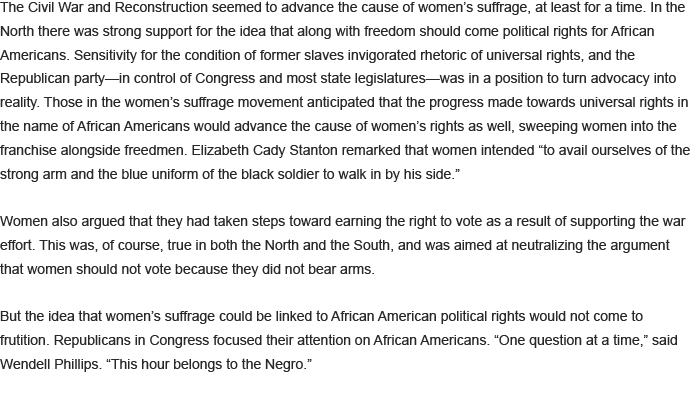 The Civil War and Reconstruction seemed to advance the cause of women’s suffrage, at least for a time. In the
North there was strong support for the idea that along with freedom should come political rights for African
Americans. Sensitivity for the condition of former slaves invigorated rhetoric of universal rights, and the
Republican party—in control of Congress and most state legislatures—was in a position to turn advocacy into
reality. Those in the women’s suffrage movement anticipated that the progress made towards universal rights in
the name of African Americans would advance the cause of women’s rights as well, sweeping women into the
franchise alongside freedmen. Elizabeth Cady Stanton remarked that women intended “to avail ourselves of the
strong arm and the blue uniform of the black soldier to walk in by his side.”

Women also argued that they had taken steps toward earning the right to vote as a result of supporting the war
effort. This was, of course, true in both the North and the South, and was aimed at neutralizing the argument
that women should not vote because they did not bear arms.

But the idea that women’s suffrage could be linked to African American political rights would not come to
frutition. Republicans in Congress focused their attention on African Americans. “One question at a time,” said
Wendell Phillips. “This hour belongs to the Negro.”